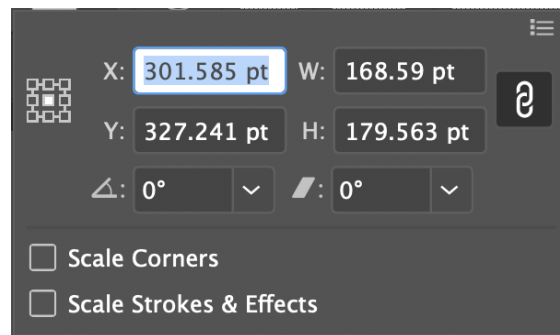 X: 301.585 pt W: 168.59 pt
Y: 327.241 pt H: 179.563 pt
: 0° : 0°
Scale Corners
Scale Strokes & Effects